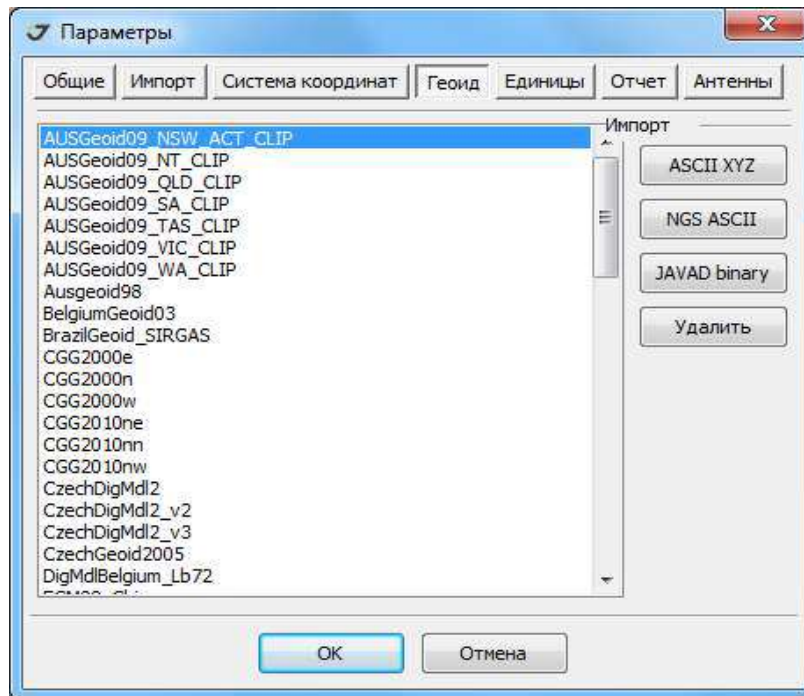 Параметры
Общие Импорт Система координат Геоид Единицы Отчет Антенны
Импорт
AUSGeoid09_NSW_ACT_CLIP
AUSGeoid09_NT_CLIP
AUSGeoid09_QLD_CLIP
AUSGeoid09_SA_CLIP
AUSGeoid09_TAS_CLIP
AUSGeoid09_VIC_CLIP
AUSGeoid09_WA_CLIP
Ausgeoid98
BelgiumGeoid03
BrazilGeoid_SIRGAS
CGG2000e
CGG2000n
CGG2000w
CGG2010ne
CGG2010nn
CGG2010nw
CzechDigMdl2
CzechDigMdl2_v2
CzechDigMdl2_v3
CzechGeoid2005
DigMdlBelgium_Lb72
ASCII XYZ
NGS ASCII
JAVAD binary
Удалить
OK Отмена